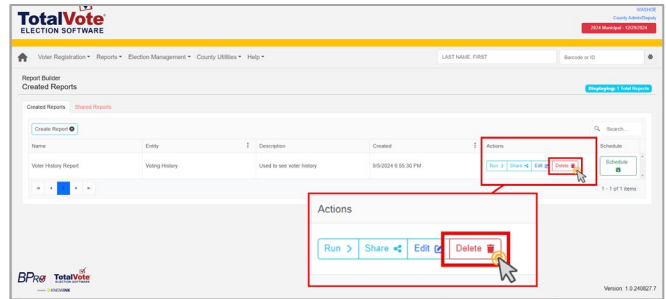 TotalVote
ELECTION SOFTWARE
WASHOE
County Admin/Deputy
2024 Municipal - 12/29/2024
Voter Registration Reports Election Management County Utilities Help LAST NAME, FIRST Barcode or ID
Report Builder
Created Reports
Displaying: 1 Total Reports
Created Reports Shared Reports
Create Report Search...
Name Entity Description Created Actions Schedule
Voter History Report Voting History Used to see voter history 9/5/2024 6:55:30 PM Run Share Edit Delete Schedule
1 1 - 1 of 1 items
Actions
Run Share Edit Delete
BPRO TotalVote
ELECTION SOFTWARE
KNOWINK
Version: 1.0.240827.7